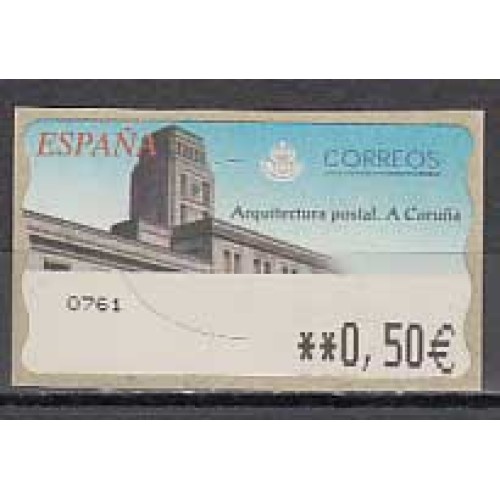 ESPAÑA
CORREOS
Arquitectura postal. A Coruña
0761
**0,50€